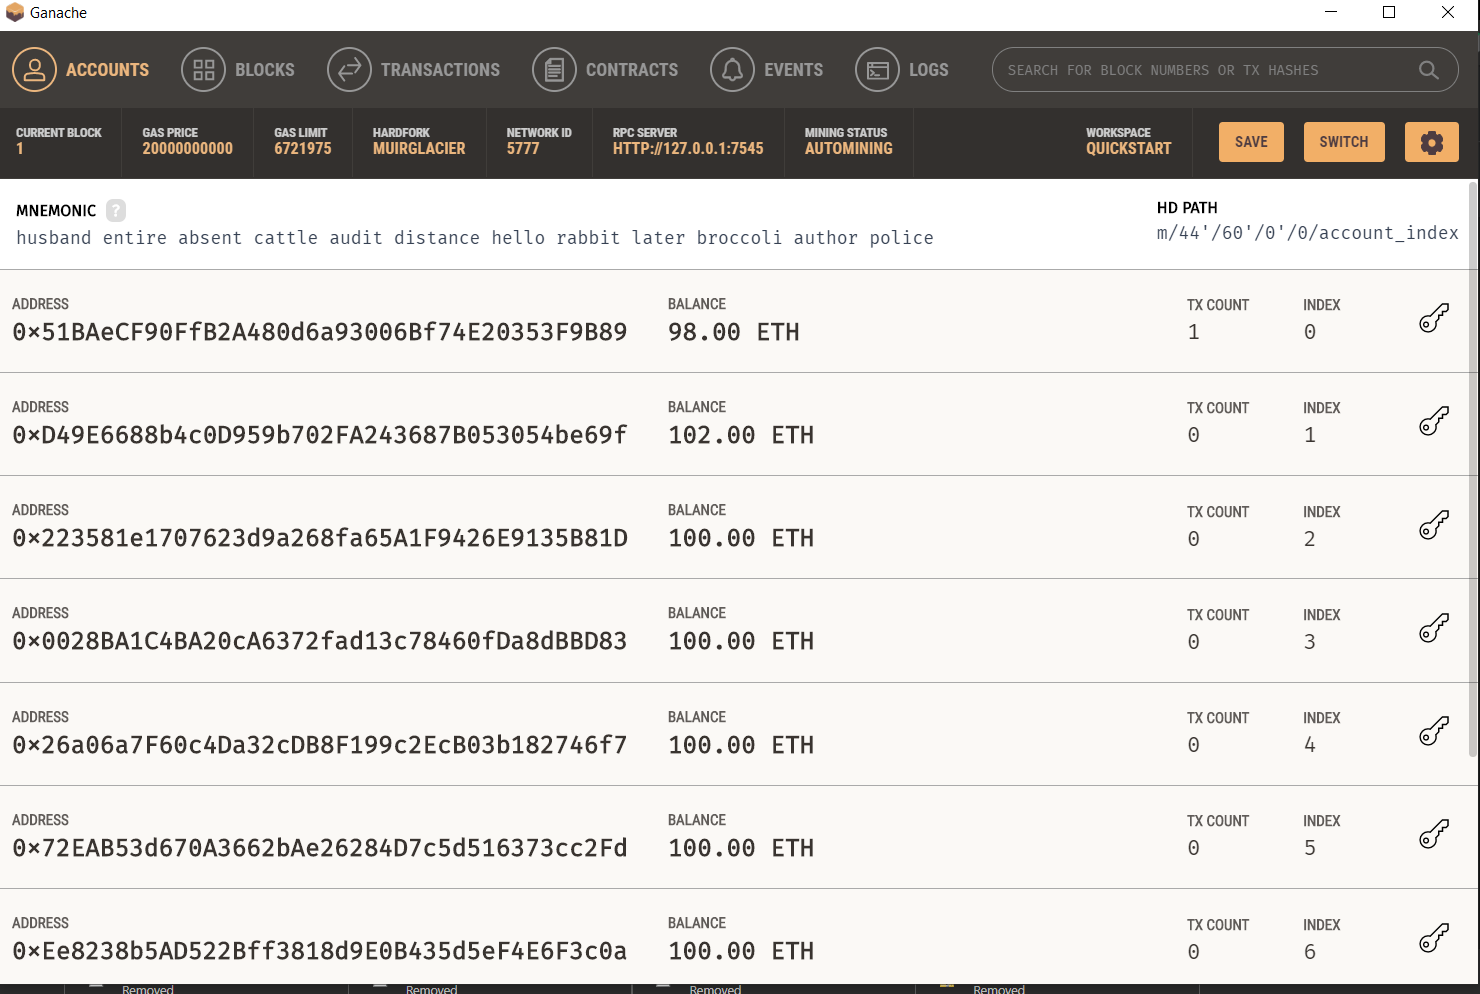 Ganache
ACCOUNTS BLOCKS TRANSACTIONS CONTRACTS EVENTS LOGS SEARCH FOR BLOCK NUMBERS OR TX HASHES
CURRENT BLOCK GAS PRICE GAS LIMIT HARDFORK NETWORK ID RPC SERVER MINING STATUS WORKSPACE
1 20000000000 6721975 MUIRGLACIER 5777 HTTP://127.0.0.1:7545 AUTOMINING QUICKSTART SAVE SWITCH
MNEMONIC ? HD PATH
husband entire absent cattle audit distance hello rabbit later broccoli author police m/44'/60'/0'/0/account_index
ADDRESS BALANCE TX COUNT INDEX
0×51BAeCF90FfB2A480d6a93006Bf74E20353F9B89 98.00 ETH 1 0
ADDRESS BALANCE TX COUNT INDEX
0×D49E6688b4c0D959b702FA243687B053054be69f 102.00 ETH 0 1
ADDRESS BALANCE TX COUNT INDEX
0×223581e1707623d9a268fa65A1F9426E9135B81D 100.00 ETH 0 2
ADDRESS BALANCE TX COUNT INDEX
0×0028BA1C4BA20cA6372fad13c78460fDa8dBBD83 100.00 ETH 0 3
ADDRESS BALANCE TX COUNT INDEX
0×26a06a7F60c4Da32cDB8F199c2EcB03b182746f7 100.00 ETH 0 4
ADDRESS BALANCE TX COUNT INDEX
0×72EAB53d670A3662bAe26284D7c5d516373cc2Fd 100.00 ETH 0 5
ADDRESS BALANCE TX COUNT INDEX
0×Ee8238b5AD522Bff3818d9E0B435d5eF4E6F3c0a 100.00 ETH 0 6
Removed Removed Removed Removed